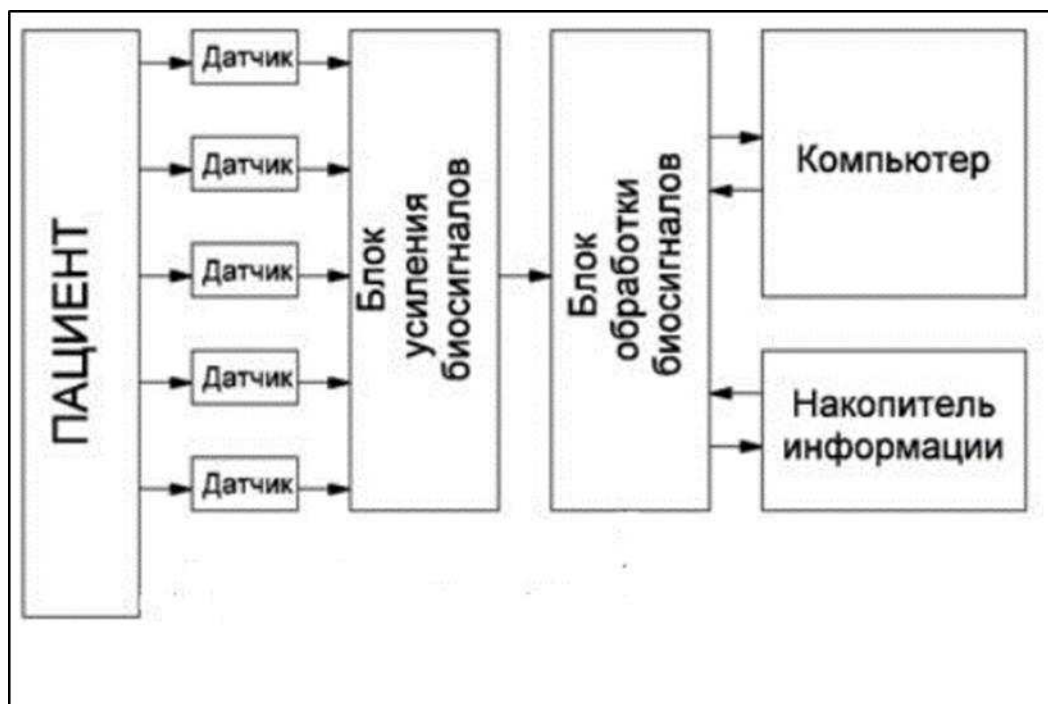 ПАЦИЕНТ
Датчик
Датчик
Датчик
Датчик
Датчик
Блок
усиления
биосигналов
Блок
обработки
биосигналов
Компьютер
Накопитель
информации